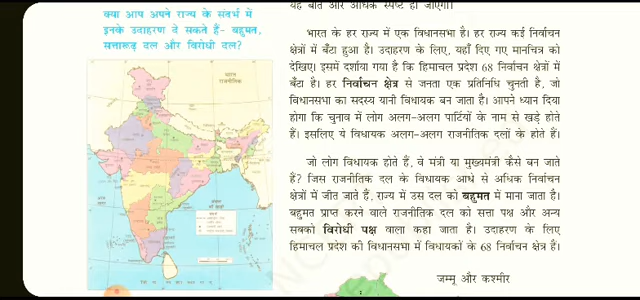 क्या आप अपने राज्य के संदर्भ में
इनके उदाहरण दे सकते हैं- बहुमत,
सत्तारूढ़ दल और विरोधी दल?
भारत
राजनीतिक
यह बात और अधिक स्पष्ट हो जाएगी।
भारत के हर राज्य में एक विधानसभा है। हर राज्य कई निर्वाचन
क्षेत्रों में बँटा हुआ है। उदाहरण के लिए, यहाँ दिए गए मानचित्र को
देखिए। इसमें दर्शाया गया है कि हिमाचल प्रदेश 68 निर्वाचन क्षेत्रों में
बँटा है। हर निर्वाचन क्षेत्र से जनता एक प्रतिनिधि चुनती है, जो
विधानसभा का सदस्य यानी विधायक बन जाता है। आपने ध्यान दिया
होगा कि चुनाव में लोग अलग-अलग पार्टियों के नाम से खड़े होते
हैं। इसलिए ये विधायक अलग-अलग राजनीतिक दलों के होते हैं।
जो लोग विधायक होते हैं, वे मंत्री या मुख्यमंत्री कैसे बन जाते
हैं? जिस राजनीतिक दल के विधायक आधे से अधिक निर्वाचन
क्षेत्रों में जीत जाते हैं, राज्य में उस दल को बहुमत में माना जाता है।
बहुमत प्राप्त करने वाले राजनीतिक दल को सत्ता पक्ष और अन्य
सबको विरोधी पक्ष वाला कहा जाता है। उदाहरण के लिए
हिमाचल प्रदेश की विधानसभा में विधायकों के 68 निर्वाचन क्षेत्र हैं।
जम्मू और कश्मीर